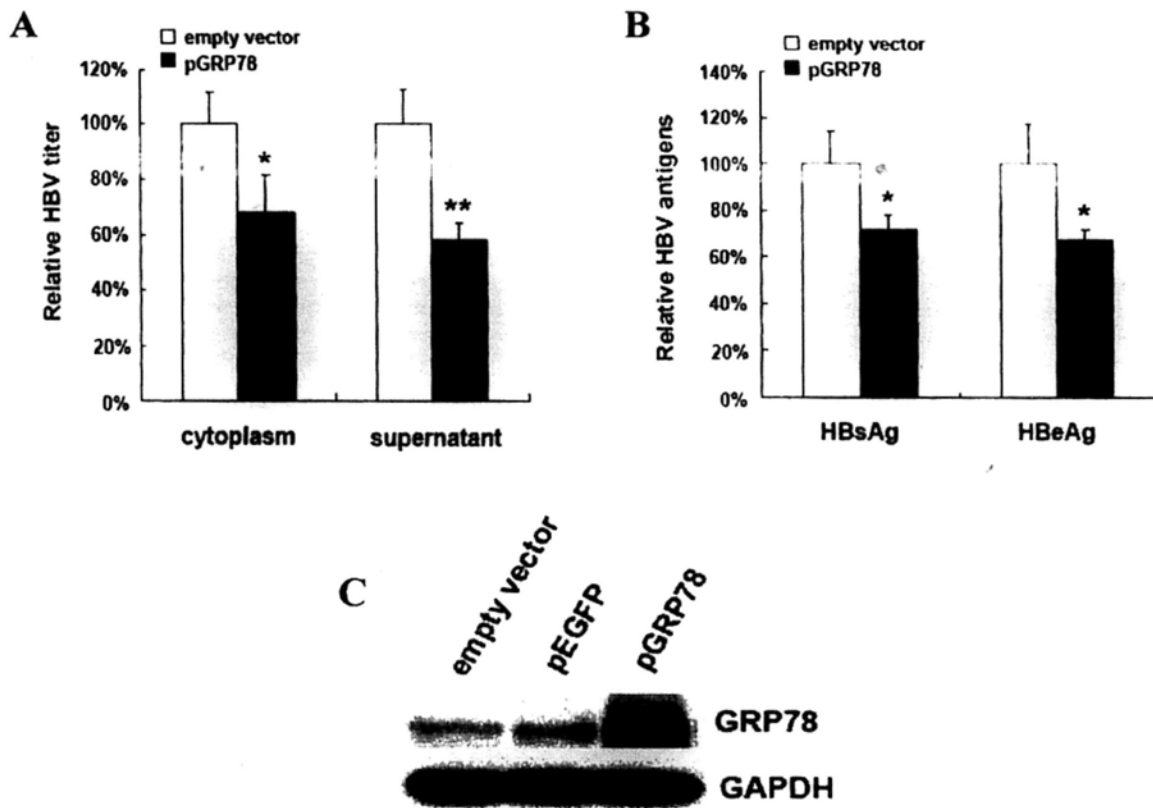 A
empty vector
pGRP78
Relative HBV titer
120%
100%
80%
60%
40%
20%
0%
*
**
cytoplasm
supernatant
B
empty vector
pGRP78
Relative HBV antigens
140%
120%
100%
80%
60%
40%
20%
0%
*
*
HBsAg
HBeAg
C
empty vector
pEGFP
pGRP78
GRP78
GAPDH